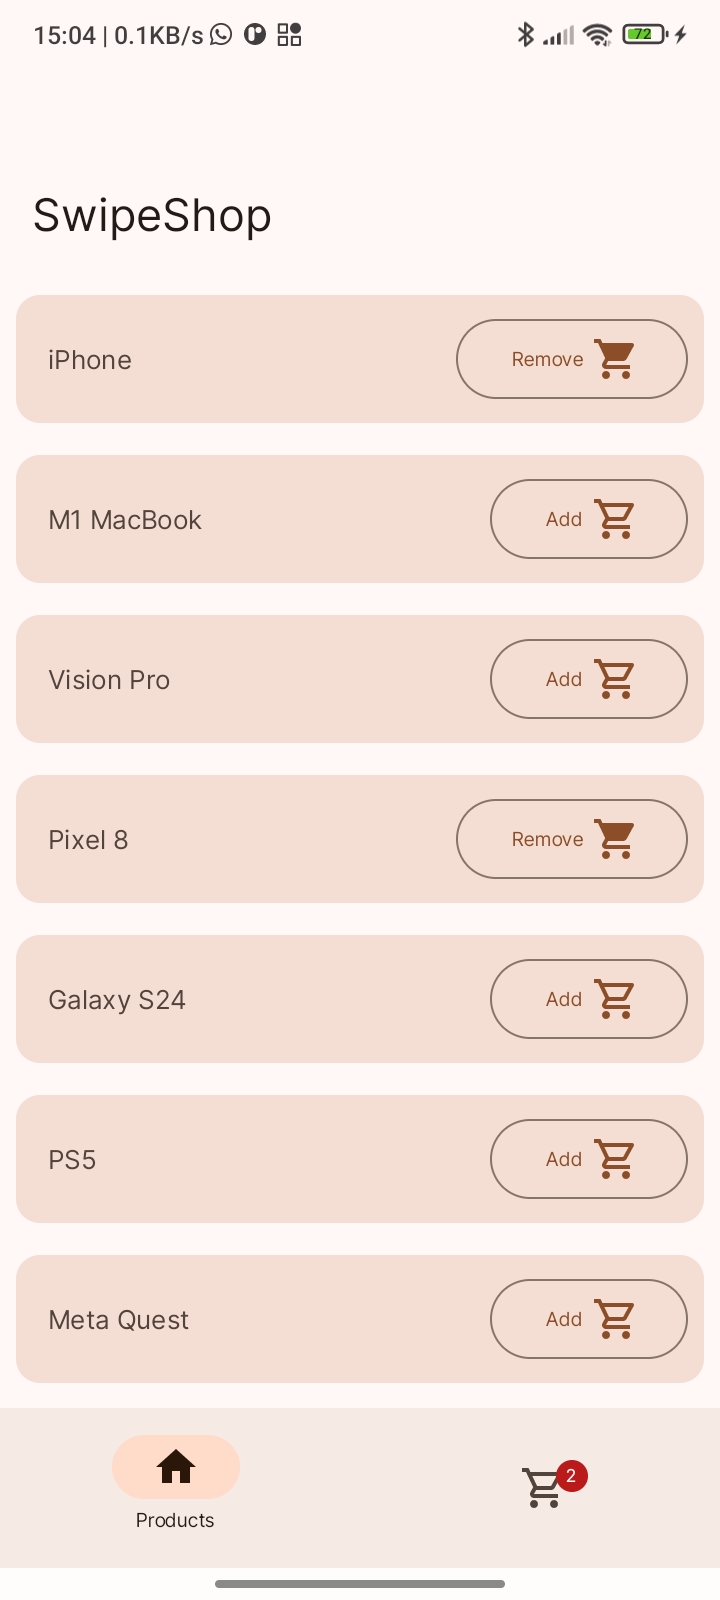 15:04 | 0.1KB/s 72
SwipeShop
iPhone Remove
M1 MacBook Add
Vision Pro Add
Pixel 8 Remove
Galaxy S24 Add
PS5 Add
Meta Quest Add
2
Products